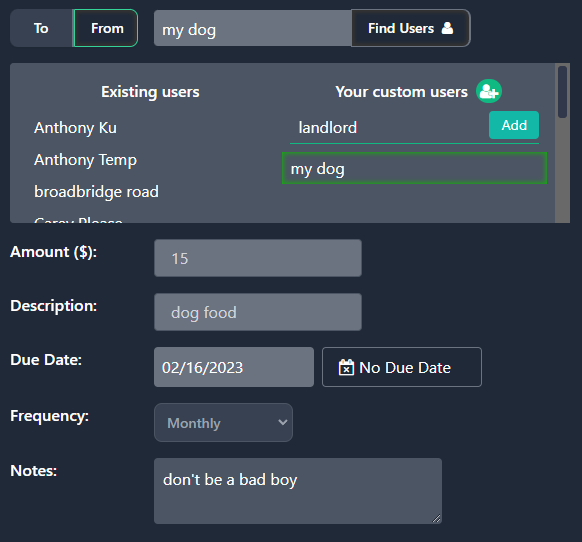 To From my dog Find Users
Existing users Your custom users
Anthony Ku landlord Add
Anthony Temp my dog
broadbridge road
Carey Please
Amount ($): 15
Description: dog food
Due Date: 02/16/2023 No Due Date
Frequency: Monthly
Notes: don't be a bad boy